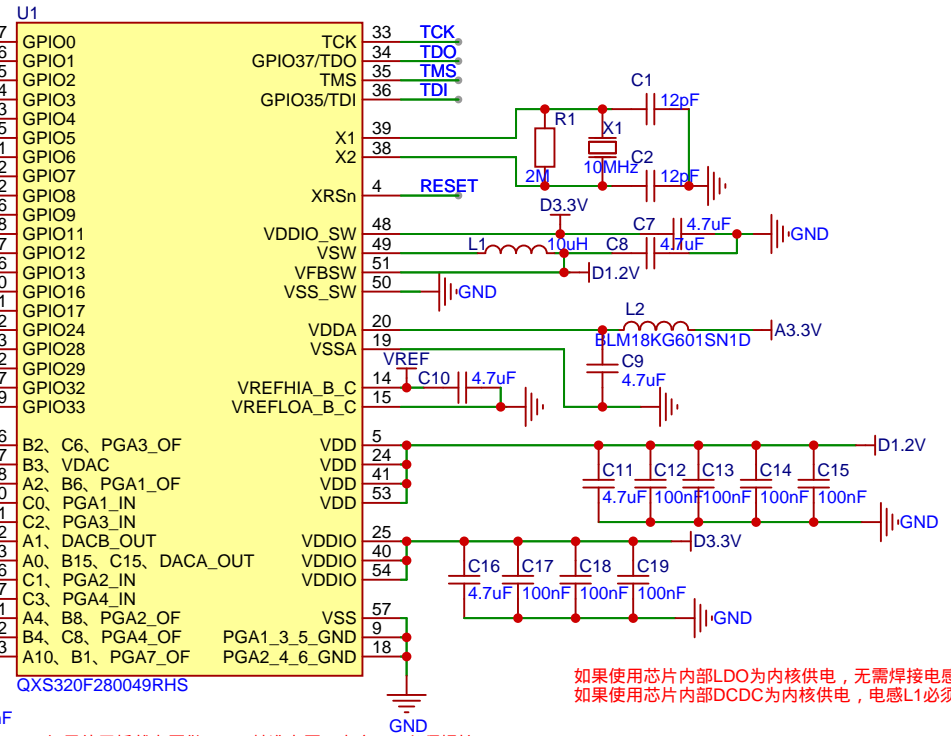 U1
GPIO0
GPIO1
GPIO2
GPIO3
GPIO4
GPIO5
GPIO6
GPIO7
GPIO8
GPIO9
GPIO11
GPIO12
GPIO13
GPIO16
GPIO17
GPIO24
GPIO28
GPIO29
GPIO32
GPIO33
B2、C6、PGA3_OF
B3、VDAC
A2、B6、PGA1_OF
C0、PGA1_IN
C2、PGA3_IN
A1、DACB_OUT
A0、B15、C15、DACA_OUT
C1、PGA2_IN
C3、PGA4_IN
A4、B8、PGA2_OF
B4、C8、PGA4_OF
A10、B1、PGA7_OF
QXS320F280049RHS
TCK 33 TCK
GPIO37/TDO 34 TDO
TMS 35 TMS
GPIO35/TDI 36 TDI
X1 39
X2 38
XRSn 4 RESET
VDDIO_SW 48
VSW 49
VFBSW 51
VSS_SW 50 GND
VDDA 20
VSSA 19
VREFHIA_B_C 14
VREFLOA_B_C 15
VDD 5
VDD 24
VDD 41
VDD 53
VDDIO 25
VDDIO 40
VDDIO 54
VSS 57
PGA1_3_5_GND 9
PGA2_4_6_GND 18
GND
C1
12pF
R1
2M
X1
10MHz
C2
12pF
D3.3V
C7 4.7uF
GND
L1 10uH
C8 4.7uF
D1.2V
L2
BLM18KG601SN1D
A3.3V
C9
4.7uF
VREF
C10 4.7uF
D1.2V
C11 C12 C13 C14 C15
4.7uF 100nF 100nF 100nF 100nF
GND
D3.3V
C16 C17 C18 C19
4.7uF 100nF 100nF 100nF
GND
如果使用芯片内部LDO为内核供电，无需焊接电感
如果使用芯片内部DCDC为内核供电，电感L1必须